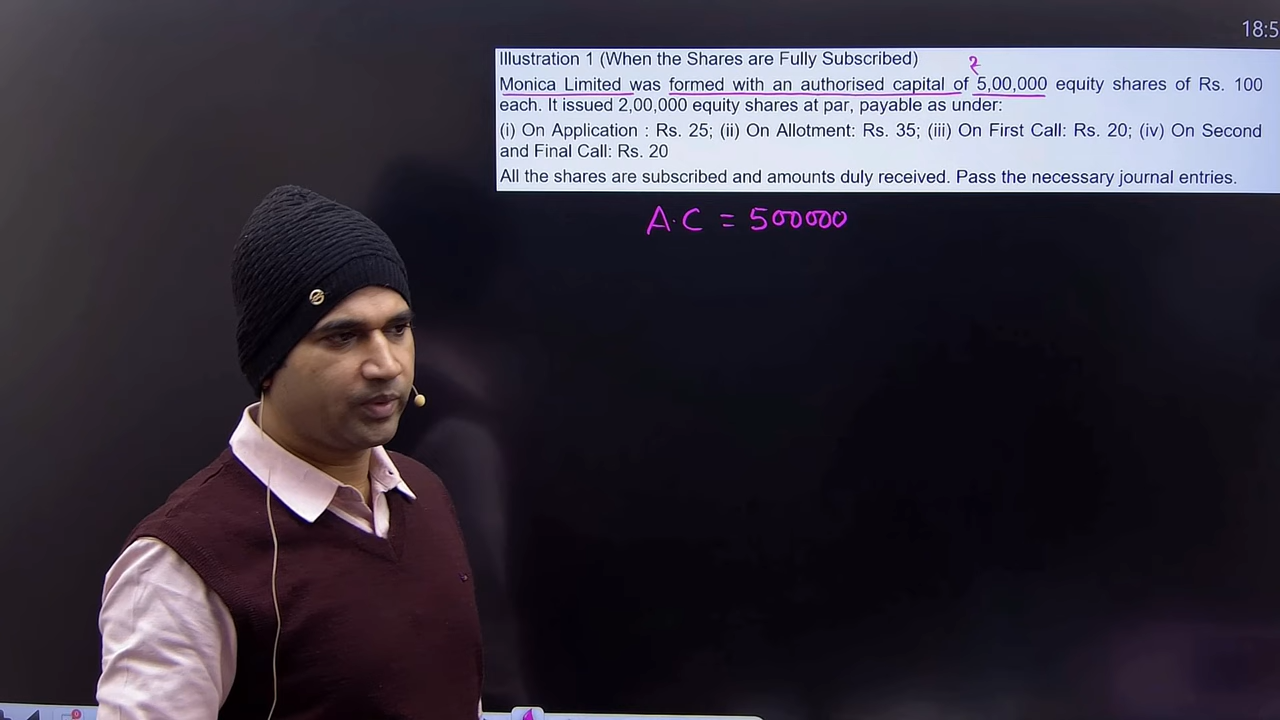 18:5
Illustration 1 (When the Shares are Fully Subscribed)
Monica Limited was formed with an authorised capital of 5,00,000 equity shares of Rs. 100
each. It issued 2,00,000 equity shares at par, payable as under:
(i) On Application : Rs. 25; (ii) On Allotment: Rs. 35; (iii) On First Call: Rs. 20; (iv) On Second
and Final Call: Rs. 20
All the shares are subscribed and amounts duly received. Pass the necessary journal entries.
A.C = 500000